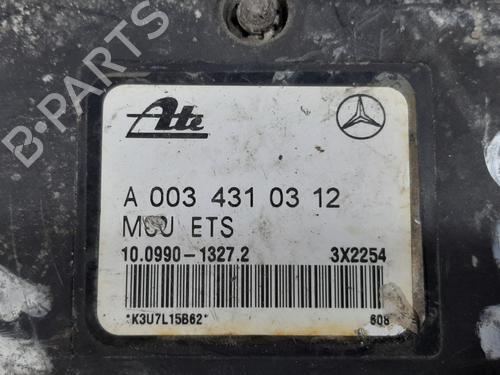 B-PARTS
Ate
A 003 431 03 12
ETS
10.0990-1327.2 3X2254
*K3U7L15B62* 608